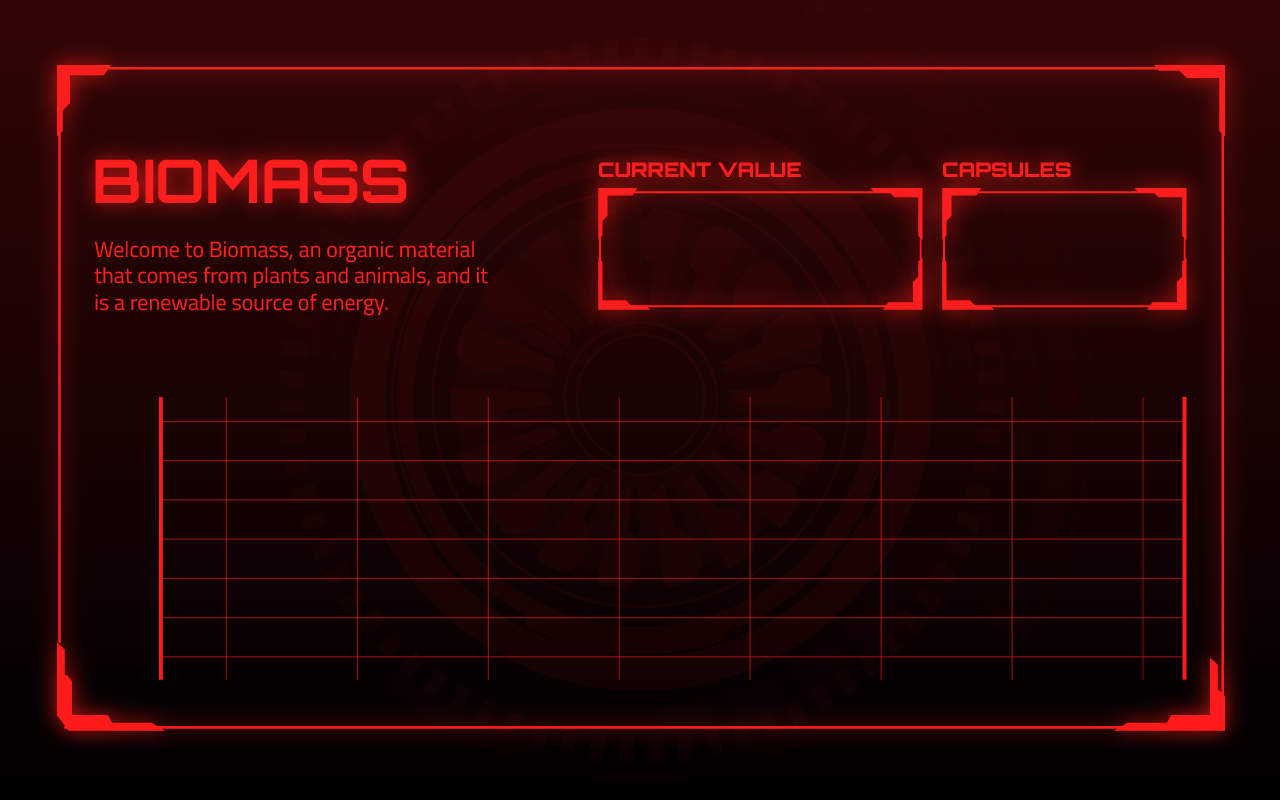 BIOMASS
Welcome to Biomass, an organic material
that comes from plants and animals, and it
is a renewable source of energy.
CURRENT VALUE
CAPSULES